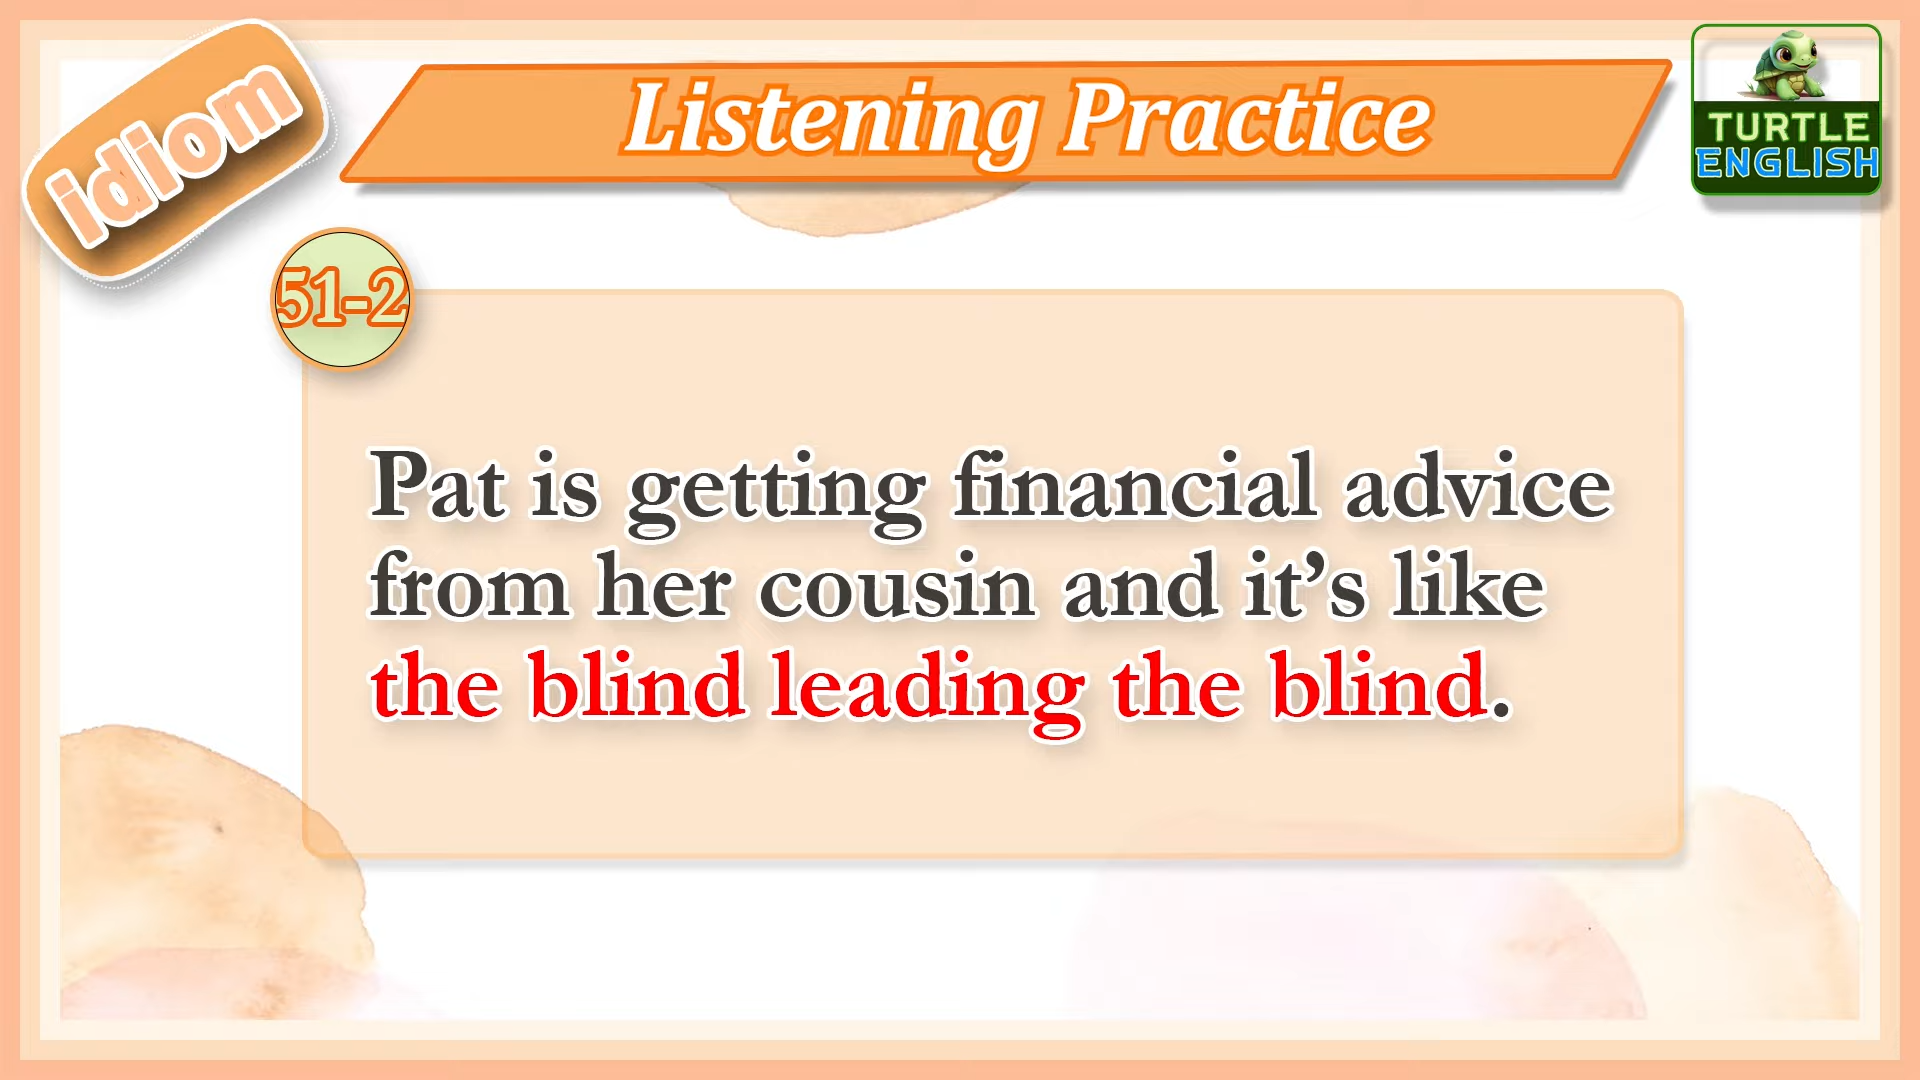 idiom
Listening Practice
TURTLE
ENGLISH
51-2
Pat is getting financial advice
from her cousin and it’s like
the blind leading the blind.